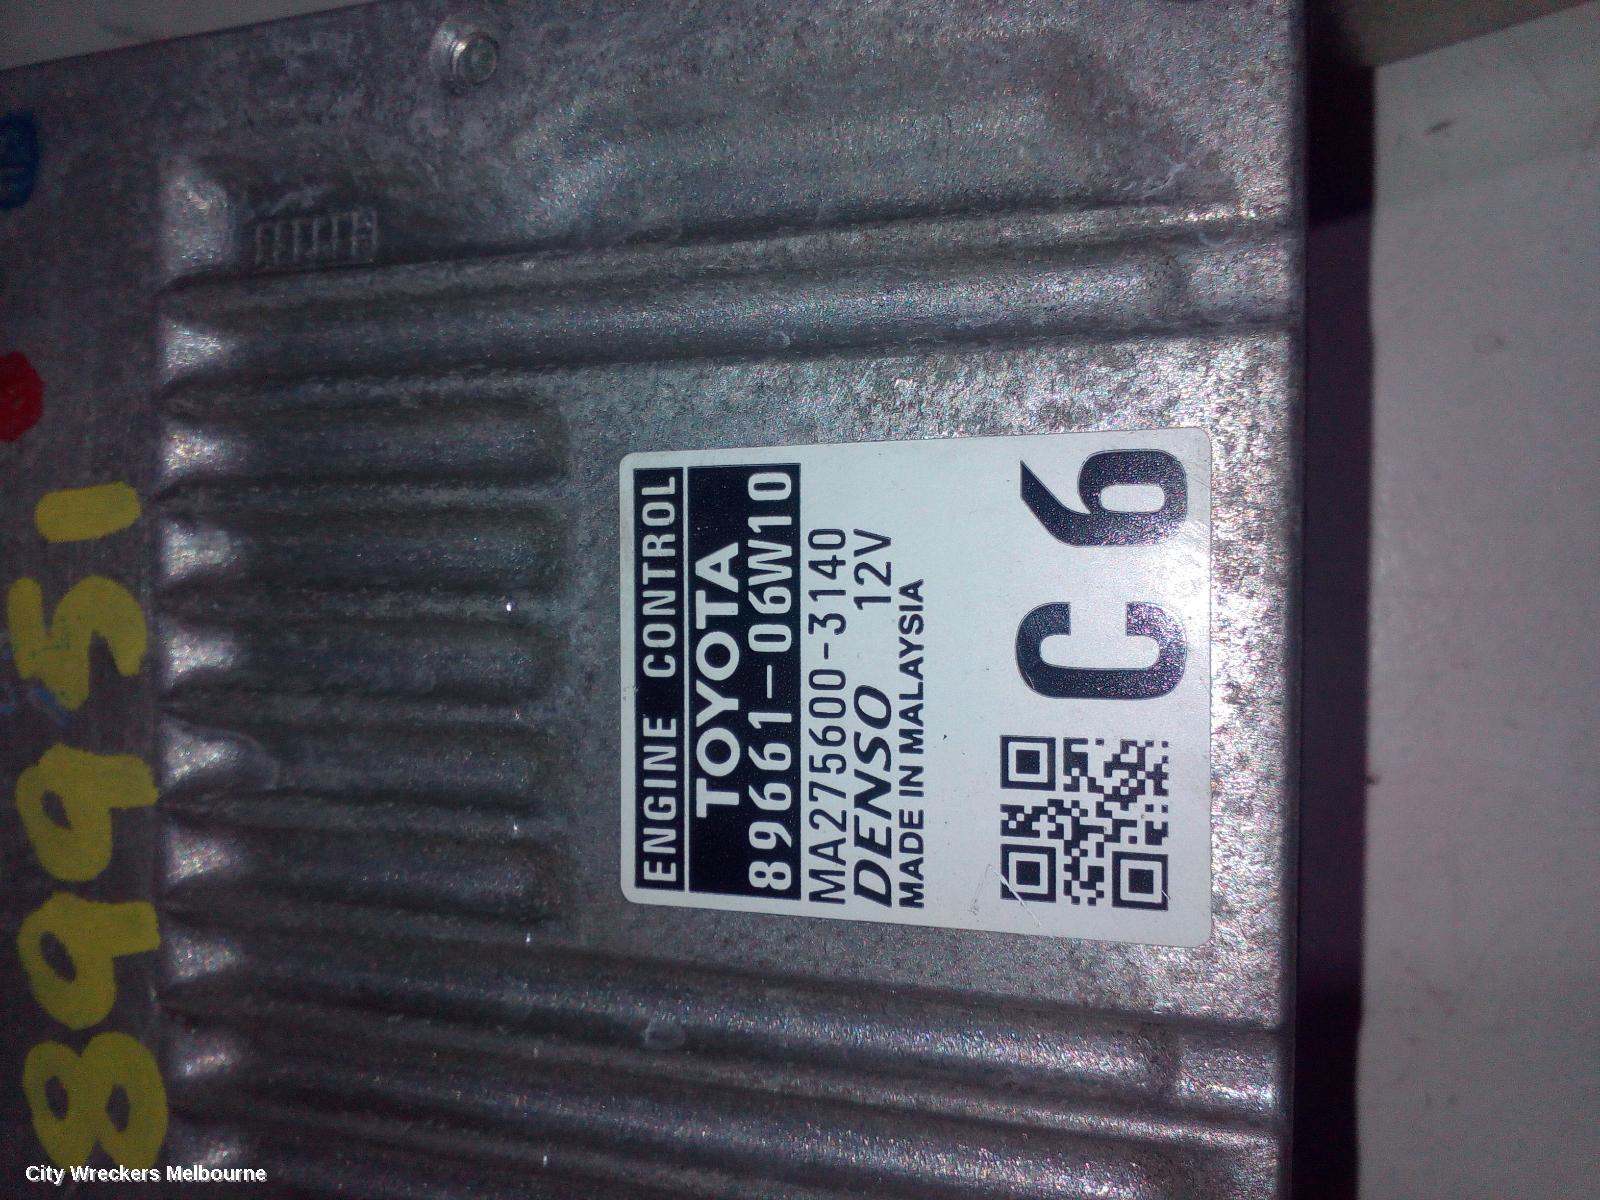 89951
ENGINE CONTROL
TOYOTA
89661-06W10
MA275600-3140
DENSO 12V
MADE IN MALAYSIA
C6
City Wreckers Melbourne